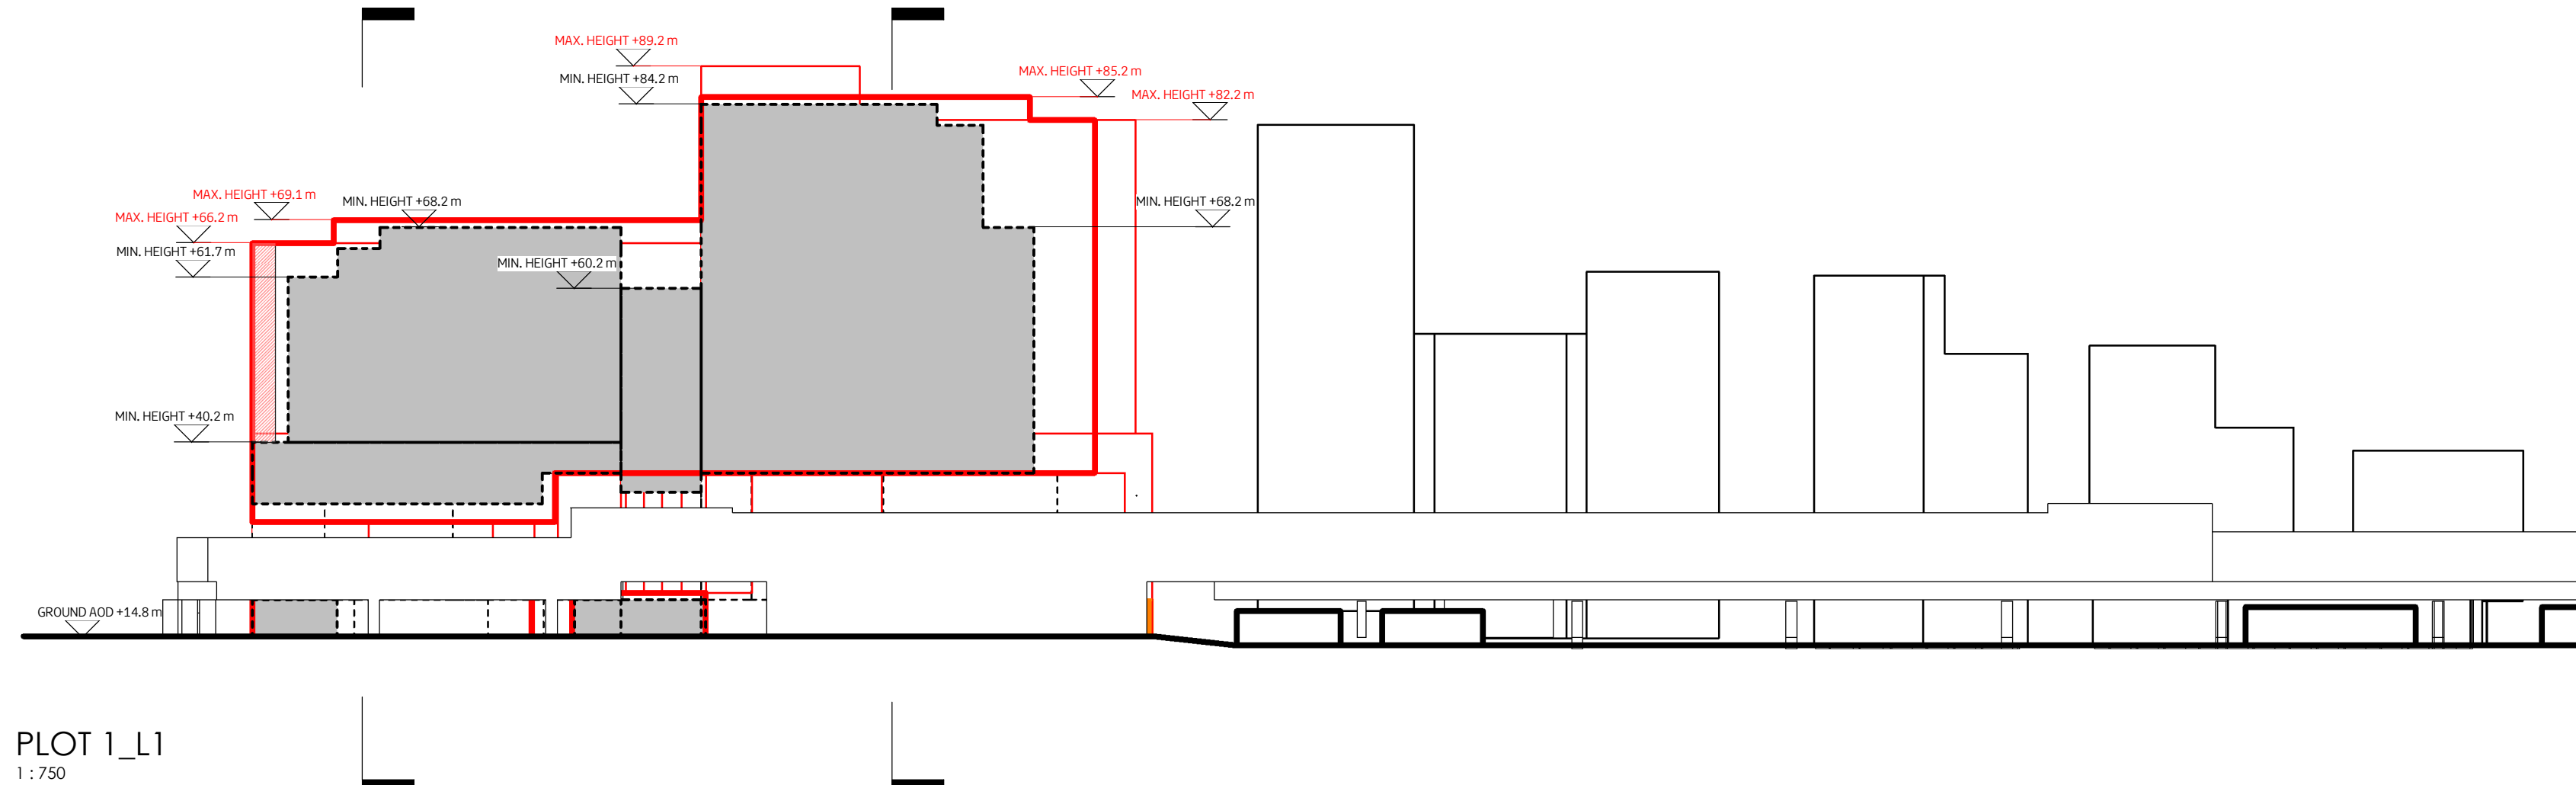 MAX. HEIGHT +89.2 m
MIN. HEIGHT +84.2 m
MAX. HEIGHT +85.2 m
MAX. HEIGHT +82.2 m
MAX. HEIGHT +69.1 m
MIN. HEIGHT +68.2 m
MIN. HEIGHT +68.2 m
MAX. HEIGHT +66.2 m
MIN. HEIGHT +61.7 m
MIN. HEIGHT +60.2 m
MIN. HEIGHT +40.2 m
GROUND AOD +14.8 m
PLOT 1_L1
1 : 750